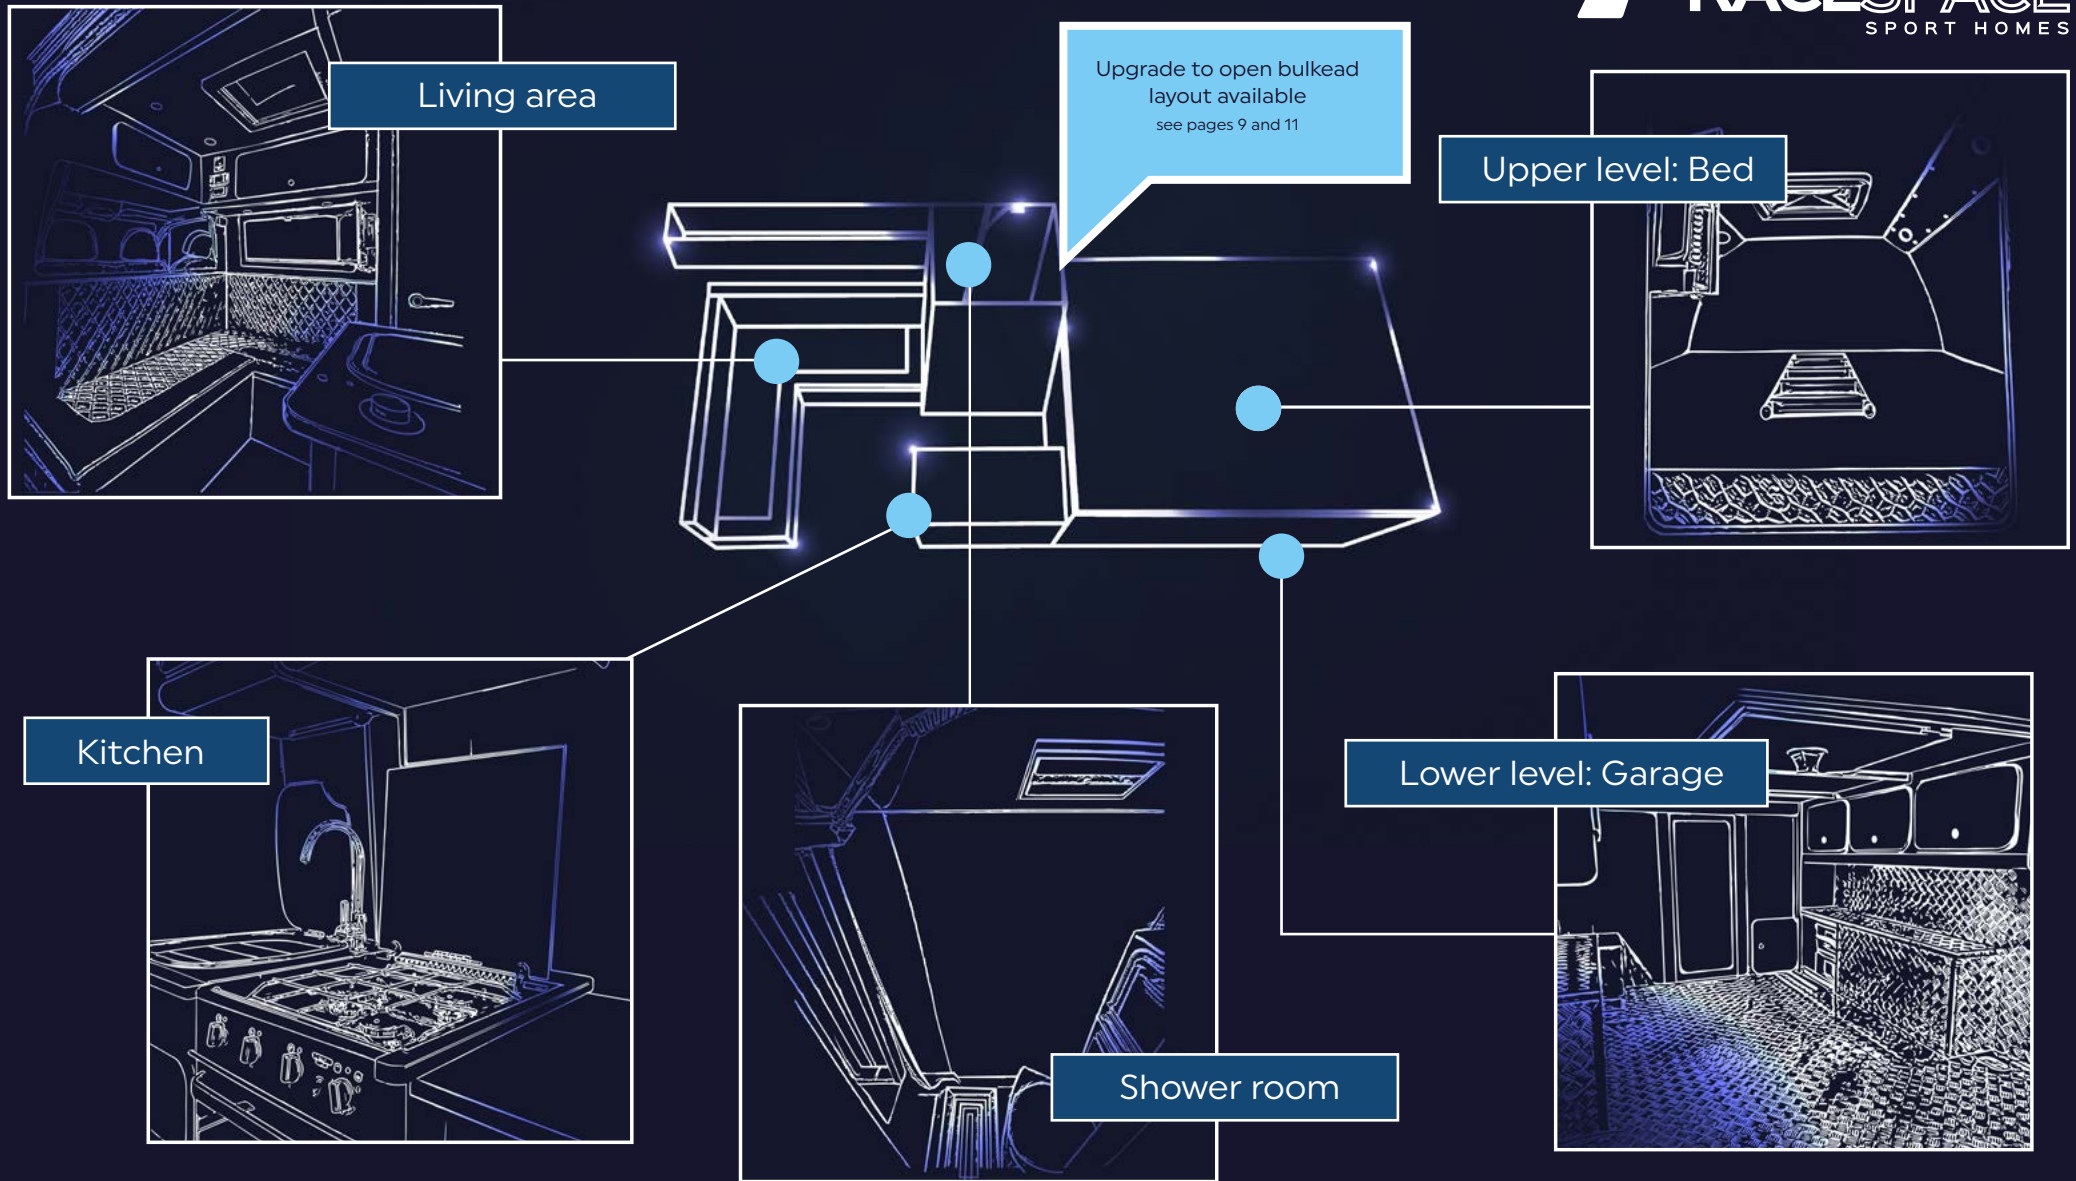 RACESPACE
SPORT HOMES
Living area
Upgrade to open bulkead
layout available
see pages 9 and 11
Upper level: Bed
Kitchen
Lower level: Garage
Shower room